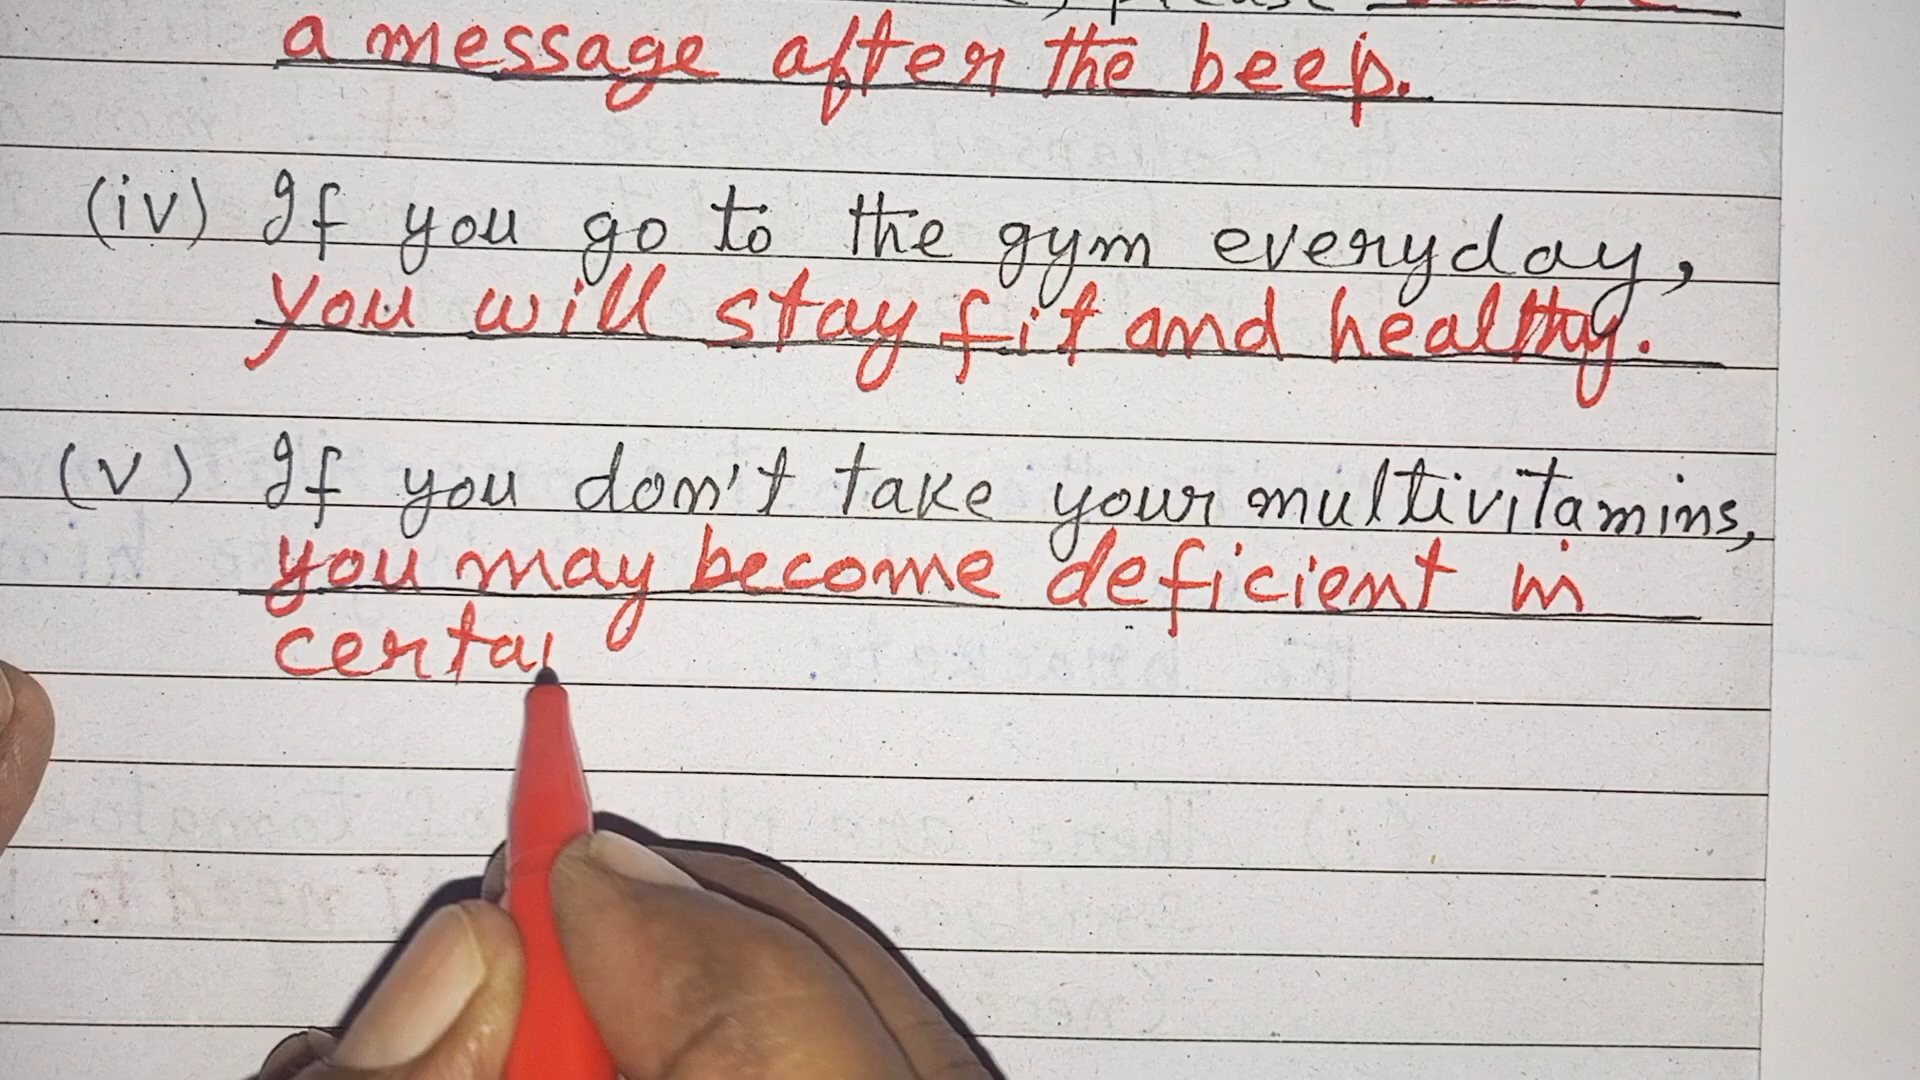 please
a message after the beep.
(iv) If you go to the gym everyday,
you will stay fit and healthy.
(v) If you don't take your multivitamins,
you may become deficient in
certai